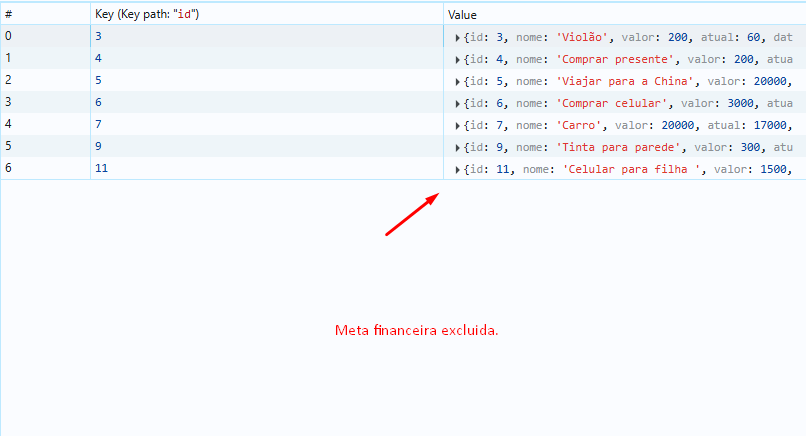 # Key (Key path: "id") Value
0 3 ▸{id: 3, nome: 'Violão', valor: 200, atual: 60, dat
1 4 ▸{id: 4, nome: 'Comprar presente', valor: 200, atua
2 5 ▸{id: 5, nome: 'Viajar para a China', valor: 20000,
3 6 ▸{id: 6, nome: 'Comprar celular', valor: 3000, atua
4 7 ▸{id: 7, nome: 'Carro', valor: 20000, atual: 17000,
5 9 ▸{id: 9, nome: 'Tinta para parede', valor: 300, atu
6 11 ▸{id: 11, nome: 'Celular para filha ', valor: 1500,
Meta financeira excluida.